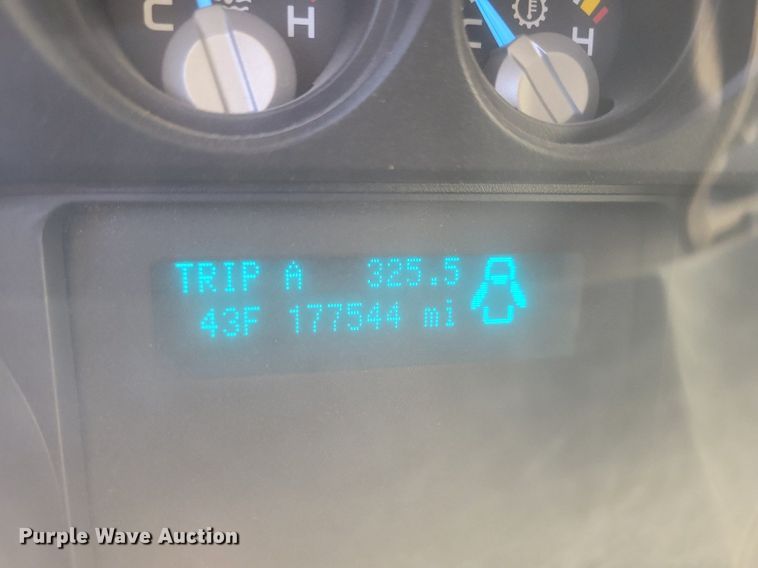 C H C H
TRIP A 325.5
43F 177544 mi
Purple Wave Auction